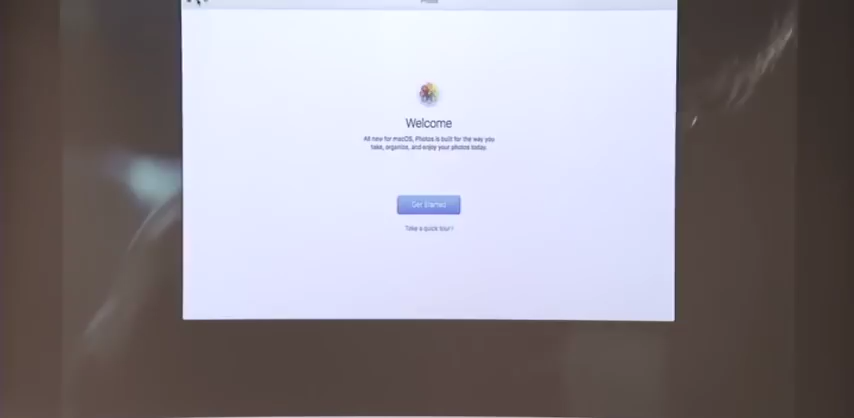 Photos
Welcome
All new for macOS, Photos is built for the way you
take, organize, and enjoy your photos today.
Get Started
Take a quick tour›